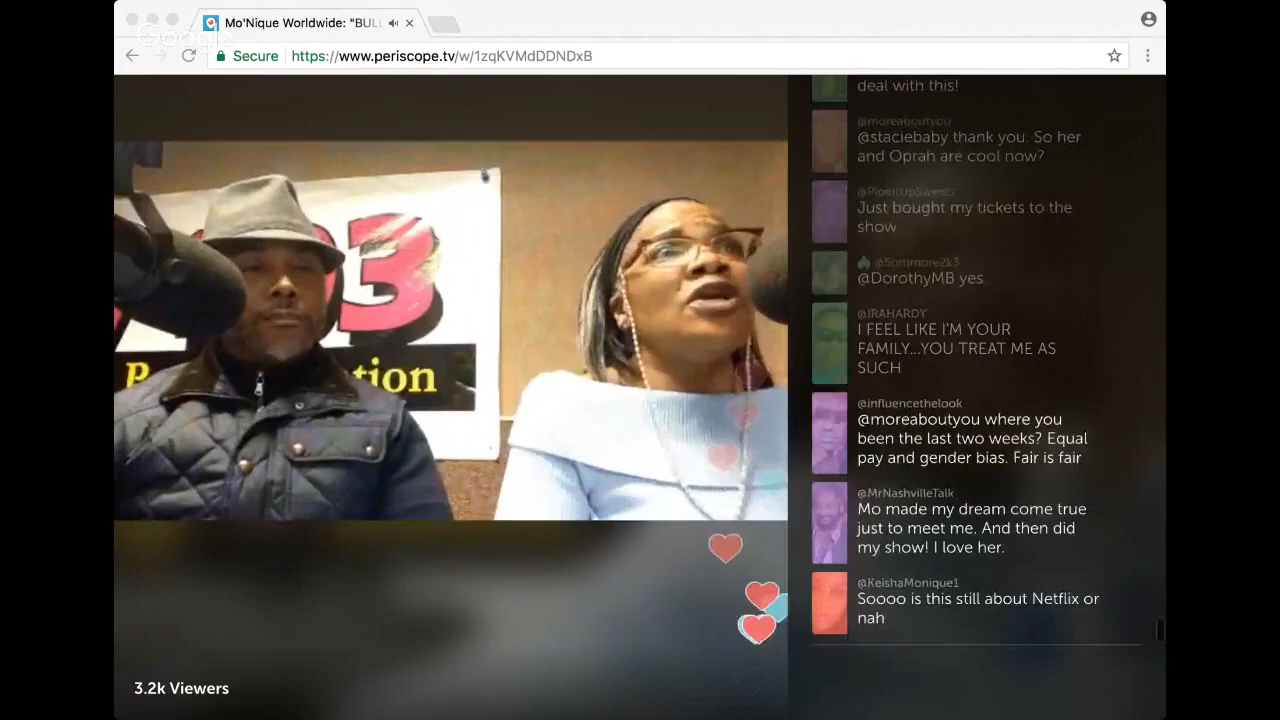 Mo'Nique Worldwide: "BULL
Google
Secure
https://www.periscope.tv/w/1zqKVMdDDNDxB
deal with this!
@moreaboutyou
@staciebaby thank you. So her
and Oprah are cool now?
Just bought my tickets to the
show
@Sommore2k3
@DorothyMB yes
@IRAHARDY
I FEEL LIKE I'M YOUR
FAMILY...YOU TREAT ME AS
SUCH
@influencethelook
@moreaboutyou where you
been the last two weeks? Equal
pay and gender bias. Fair is fair
@MrNashvilleTalk
Mo made my dream come true
just to meet me. And then did
my show! I love her.
@KeishaMonique1
Soooo is this still about Netflix or
nah
3
tion
3.2k Viewers